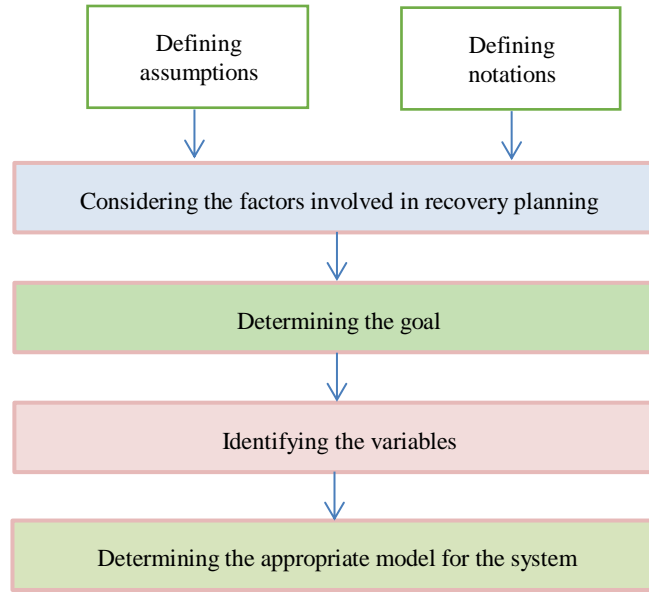 Defining
assumptions
Defining
notations
Considering the factors involved in recovery planning
Determining the goal
Identifying the variables
Determining the appropriate model for the system